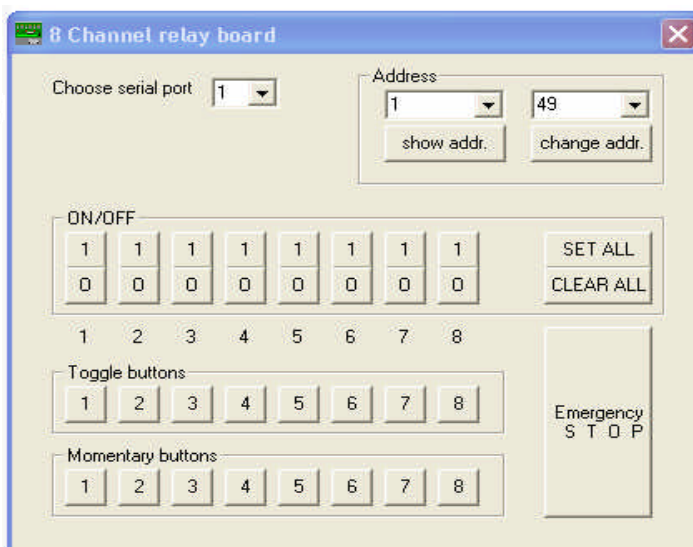 8 Channel relay board
Choose serial port 1
Address
1 49
show addr. change addr.
ON/OFF
1 1 1 1 1 1 1 1 SET ALL
0 0 0 0 0 0 0 0 CLEAR ALL
1 2 3 4 5 6 7 8
Toggle buttons
1 2 3 4 5 6 7 8
Emergency
S T O P
Momentary buttons
1 2 3 4 5 6 7 8